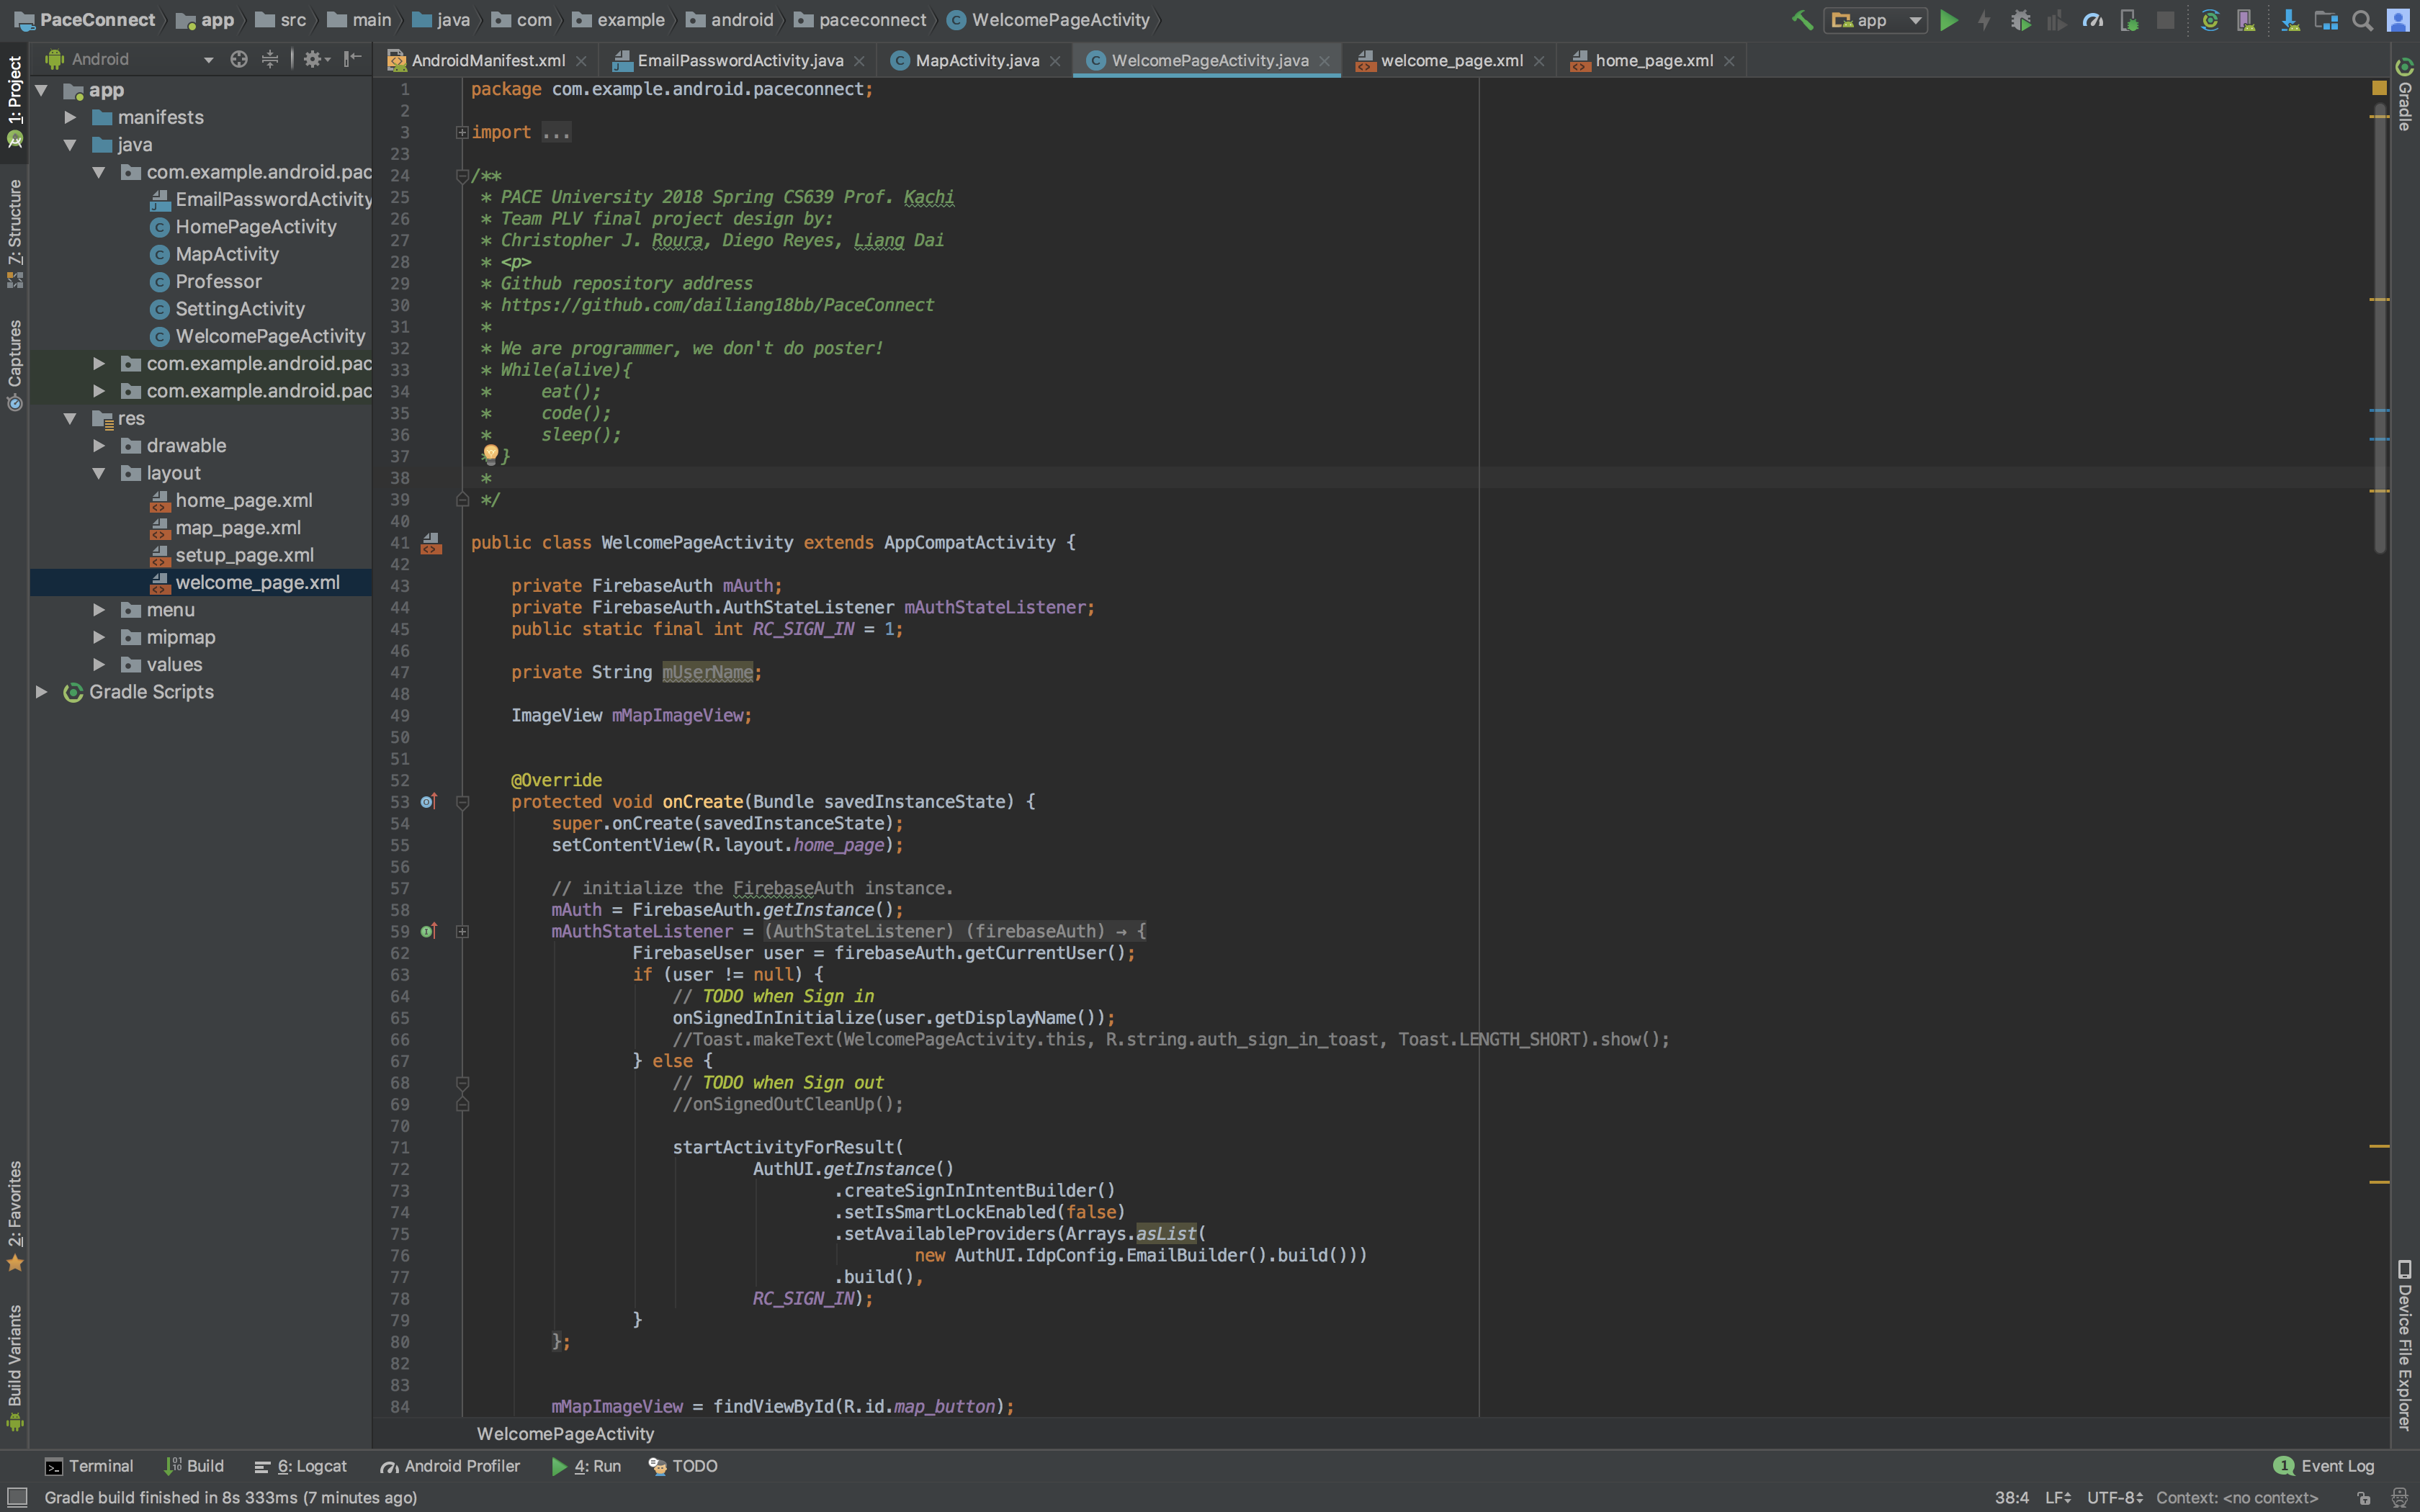 PaceConnect app src main java com example android paceconnect WelcomePageActivity
app
Android
AndroidManifest.xml EmailPasswordActivity.java MapActivity.java WelcomePageActivity.java welcome_page.xml home_page.xml
1: Project
7: Structure
Captures
2: Favorites
Build Variants
app
manifests
java
com.example.android.pac
EmailPasswordActivity
HomePageActivity
MapActivity
Professor
SettingActivity
WelcomePageActivity
com.example.android.pac
com.example.android.pac
res
drawable
layout
home_page.xml
map_page.xml
setup_page.xml
welcome_page.xml
menu
mipmap
values
Gradle Scripts
1 package com.example.android.paceconnect;
2
3 import ...
23
24 /**
25 * PACE University 2018 Spring CS639 Prof. Kachi
26 * Team PLV final project design by:
27 * Christopher J. Roura, Diego Reyes, Liang Dai
28 * <p>
29 * Github repository address
30 * https://github.com/dailiang18bb/PaceConnect
31 *
32 * We are programmer, we don't do poster!
33 * While(alive){
34 * eat();
35 * code();
36 * sleep();
37 * }
38 *
39 */
40
41 public class WelcomePageActivity extends AppCompatActivity {
42
43 private FirebaseAuth mAuth;
44 private FirebaseAuth.AuthStateListener mAuthStateListener;
45 public static final int RC_SIGN_IN = 1;
46
47 private String mUserName;
48
49 ImageView mMapImageView;
50
51
52 @Override
53 protected void onCreate(Bundle savedInstanceState) {
54 super.onCreate(savedInstanceState);
55 setContentView(R.layout.home_page);
56
57 // initialize the FirebaseAuth instance.
58 mAuth = FirebaseAuth.getInstance();
59 mAuthStateListener = (AuthStateListener) (firebaseAuth) → {
62 FirebaseUser user = firebaseAuth.getCurrentUser();
63 if (user != null) {
64 // TODO when Sign in
65 onSignedInInitialize(user.getDisplayName());
66 //Toast.makeText(WelcomePageActivity.this, R.string.auth_sign_in_toast, Toast.LENGTH_SHORT).show();
67 } else {
68 // TODO when Sign out
69 //onSignedOutCleanUp();
70
71 startActivityForResult(
72 AuthUI.getInstance()
73 .createSignInIntentBuilder()
74 .setIsSmartLockEnabled(false)
75 .setAvailableProviders(Arrays.asList(
76 new AuthUI.IdpConfig.EmailBuilder().build()))
77 .build(),
78 RC_SIGN_IN);
79 }
80 };
82
83
84 mMapImageView = findViewById(R.id.map_button);
WelcomePageActivity
Gradle
Device File Explorer
Terminal Build 6: Logcat Android Profiler 4: Run TODO 1 Event Log
Gradle build finished in 8s 333ms (7 minutes ago) 38:4 LF UTF-8 Context: <no context>